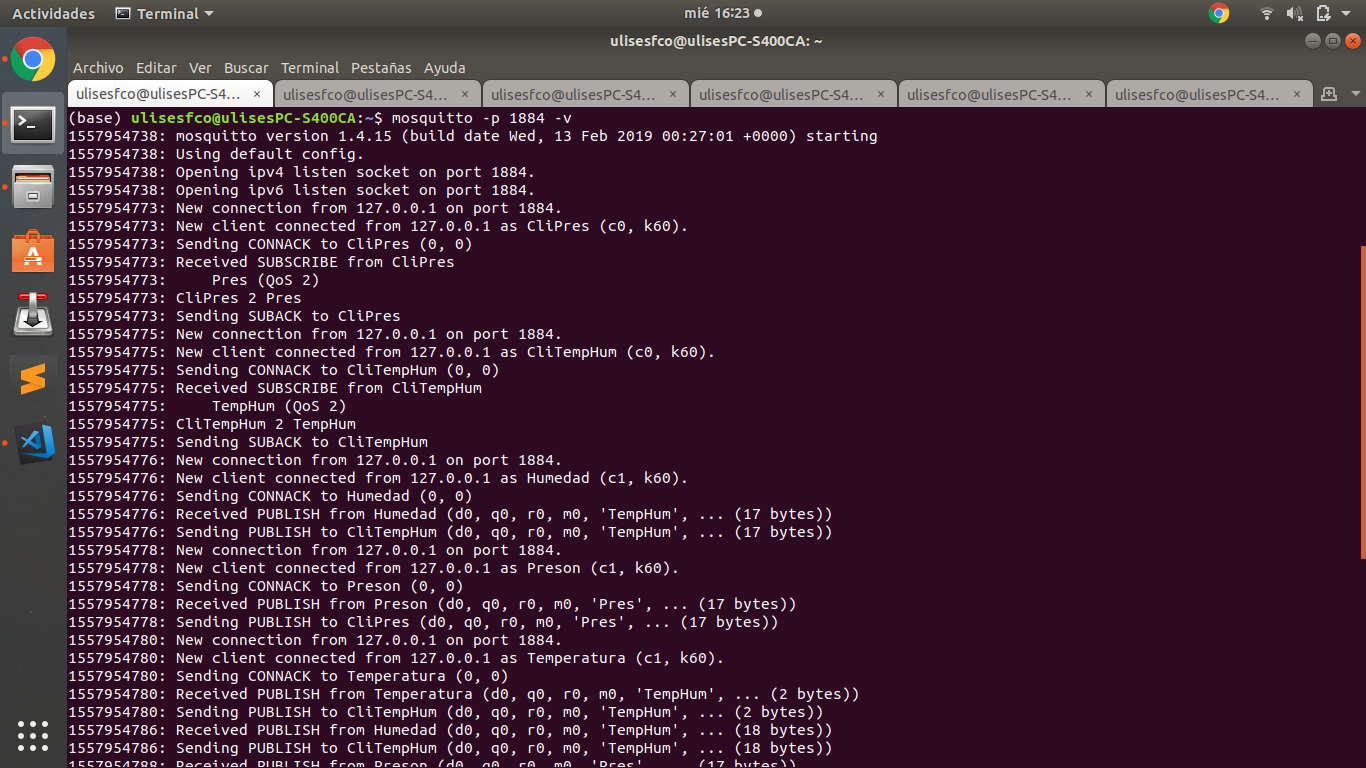 Actividades
Terminal
mié 16:23
ulisesfco@ulisesPC-S400CA: ~
Archivo Editar Ver Buscar Terminal Pestañas Ayuda
ulisesfco@ulisesPC-S4… × ulisesfco@ulisesPC-S4… × ulisesfco@ulisesPC-S4… × ulisesfco@ulisesPC-S4… × ulisesfco@ulisesPC-S4… × ulisesfco@ulisesPC-S4… ×
(base) ulisesfco@ulisesPC-S400CA:~$ mosquitto -p 1884 -v
1557954738: mosquitto version 1.4.15 (build date Wed, 13 Feb 2019 00:27:01 +0000) starting
1557954738: Using default config.
1557954738: Opening ipv4 listen socket on port 1884.
1557954738: Opening ipv6 listen socket on port 1884.
1557954773: New connection from 127.0.0.1 on port 1884.
1557954773: New client connected from 127.0.0.1 as CliPres (c0, k60).
1557954773: Sending CONNACK to CliPres (0, 0)
1557954773: Received SUBSCRIBE from CliPres
1557954773:     Pres (QoS 2)
1557954773: CliPres 2 Pres
1557954773: Sending SUBACK to CliPres
1557954775: New connection from 127.0.0.1 on port 1884.
1557954775: New client connected from 127.0.0.1 as CliTempHum (c0, k60).
1557954775: Sending CONNACK to CliTempHum (0, 0)
1557954775: Received SUBSCRIBE from CliTempHum
1557954775:     TempHum (QoS 2)
1557954775: CliTempHum 2 TempHum
1557954775: Sending SUBACK to CliTempHum
1557954776: New connection from 127.0.0.1 on port 1884.
1557954776: New client connected from 127.0.0.1 as Humedad (c1, k60).
1557954776: Sending CONNACK to Humedad (0, 0)
1557954776: Received PUBLISH from Humedad (d0, q0, r0, m0, 'TempHum', ... (17 bytes))
1557954776: Sending PUBLISH to CliTempHum (d0, q0, r0, m0, 'TempHum', ... (17 bytes))
1557954778: New connection from 127.0.0.1 on port 1884.
1557954778: New client connected from 127.0.0.1 as Preson (c1, k60).
1557954778: Sending CONNACK to Preson (0, 0)
1557954778: Received PUBLISH from Preson (d0, q0, r0, m0, 'Pres', ... (17 bytes))
1557954778: Sending PUBLISH to CliPres (d0, q0, r0, m0, 'Pres', ... (17 bytes))
1557954780: New connection from 127.0.0.1 on port 1884.
1557954780: New client connected from 127.0.0.1 as Temperatura (c1, k60).
1557954780: Sending CONNACK to Temperatura (0, 0)
1557954780: Received PUBLISH from Temperatura (d0, q0, r0, m0, 'TempHum', ... (2 bytes))
1557954780: Sending PUBLISH to CliTempHum (d0, q0, r0, m0, 'TempHum', ... (2 bytes))
1557954786: Received PUBLISH from Humedad (d0, q0, r0, m0, 'TempHum', ... (18 bytes))
1557954786: Sending PUBLISH to CliTempHum (d0, q0, r0, m0, 'TempHum', ... (18 bytes))
1557954788: Received PUBLISH from Preson (d0, q0, r0, m0, 'Pres', ... (17 bytes))